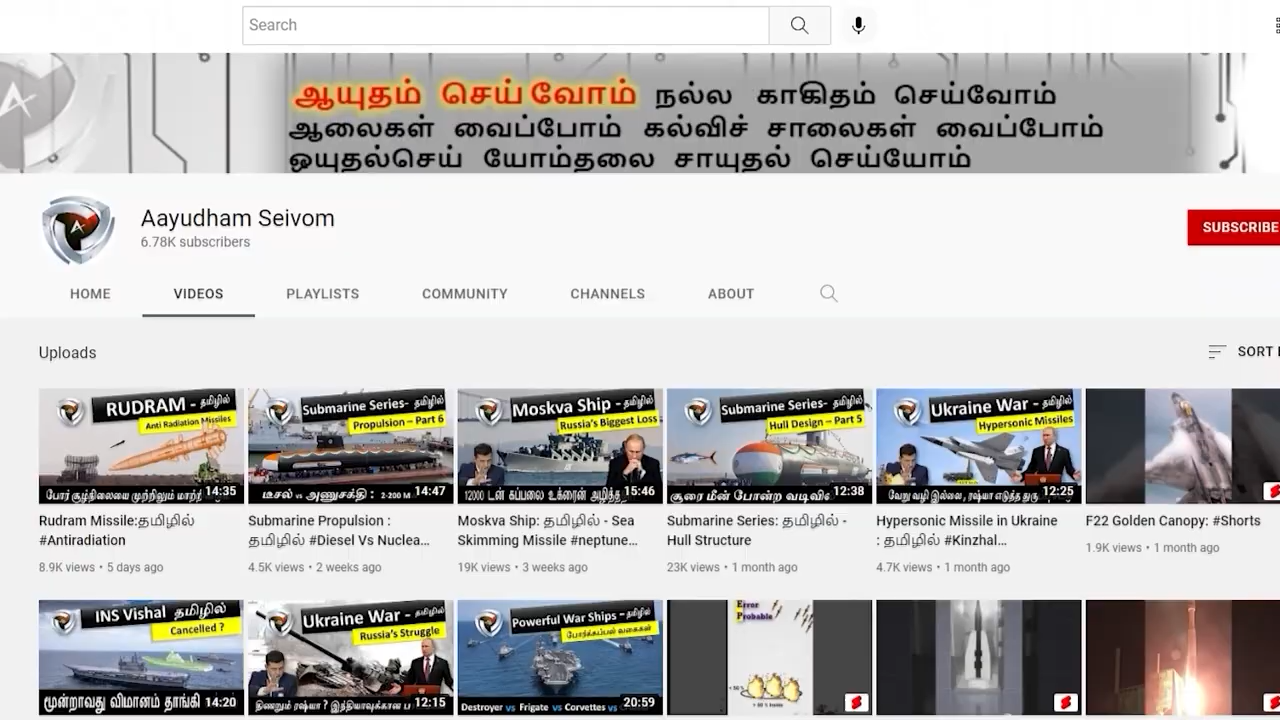 Search
ஆயுதம் செய்வோம் நல்ல காகிதம் செய்வோம்
ஆலைகள் வைப்போம் கல்விச் சாலைகள் வைப்போம்
ஒயுதல்செய் யோம்தலை சாயுதல் செய்யோம்
Aayudham Seivom
6.78K subscribers
SUBSCRIBE
HOME VIDEOS PLAYLISTS COMMUNITY CHANNELS ABOUT
Uploads
SORT
RUDRAM - தமிழில்
Anti Radiation Missiles
போர் சூழ்நிலையை முற்றிலும்
14:35
Submarine Series- தமிழில்
Propulsion – Part 6
டீசல் vs அணுசக்தி : 2-200 M
14:47
Moskva Ship - தமிழில்
Russia's Biggest Loss
12000 டன் கப்பலை உக்ரைன் அழித்த
15:46
Submarine Series- தமிழில்
Hull Design – Part 5
சூரை மீன் போன்ற
12:38
Ukraine War - தமிழில்
Hypersonic Missiles
வேறு வழி இல்லை , ரஷ்யா எடுத்த
12:25
Rudram Missile:தமிழில்
#Antiradiation
8.9K views • 5 days ago
Submarine Propulsion :
தமிழில் #Diesel Vs Nuclea...
4.5K views • 2 weeks ago
Moskva Ship: தமிழில் - Sea
Skimming Missile #neptune...
19K views • 3 weeks ago
Submarine Series: தமிழில் -
Hull Structure
23K views • 1 month ago
Hypersonic Missile in Ukraine
: தமிழில் #Kinzhal...
4.7K views • 1 month ago
F22 Golden Canopy: #Shorts
1.9K views • 1 month ago
INS Vishal தமிழில்
Cancelled ?
மூன்றாவது விமானம் தாங்கி
14:20
Ukraine War - தமிழில்
Russia's Struggle
திணறும் ரஷ்யா ? இந்தியாவுக்கான
12:15
Powerful War Ships - தமிழில்
போர்க்கப்பல் வகைகள்
Destroyer vs Frigate vs Corvettes vs
20:59
Error
Probable